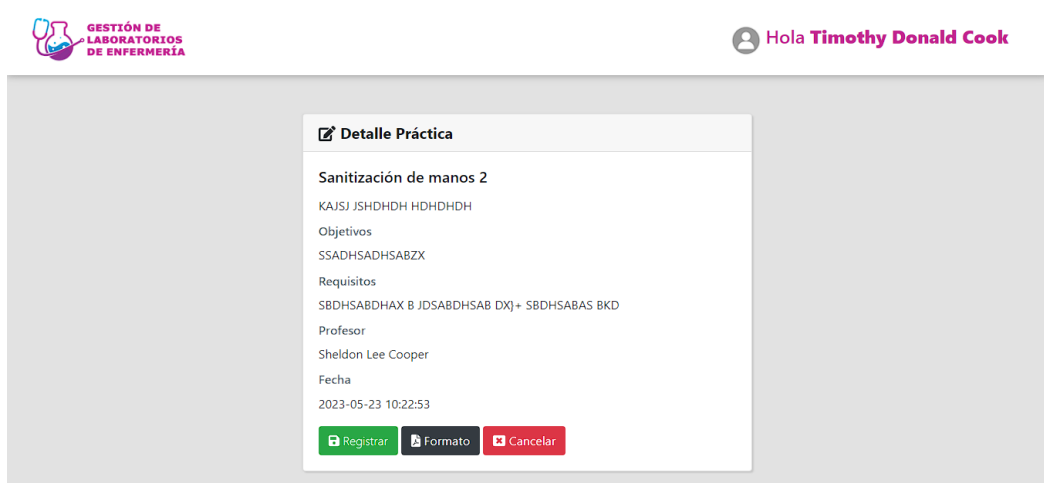 GESTIÓN DE
LABORATORIOS
DE ENFERMERÍA
Hola Timothy Donald Cook
Detalle Práctica
Sanitización de manos 2
KAJSJ JSHDHDH HDHDHDH
Objetivos
SSADHSADHSABZX
Requisitos
SBDHSABDHAX B JDSABDHSAB DX}+ SBDHSABAS BKD
Profesor
Sheldon Lee Cooper
Fecha
2023-05-23 10:22:53
Registrar Formato Cancelar